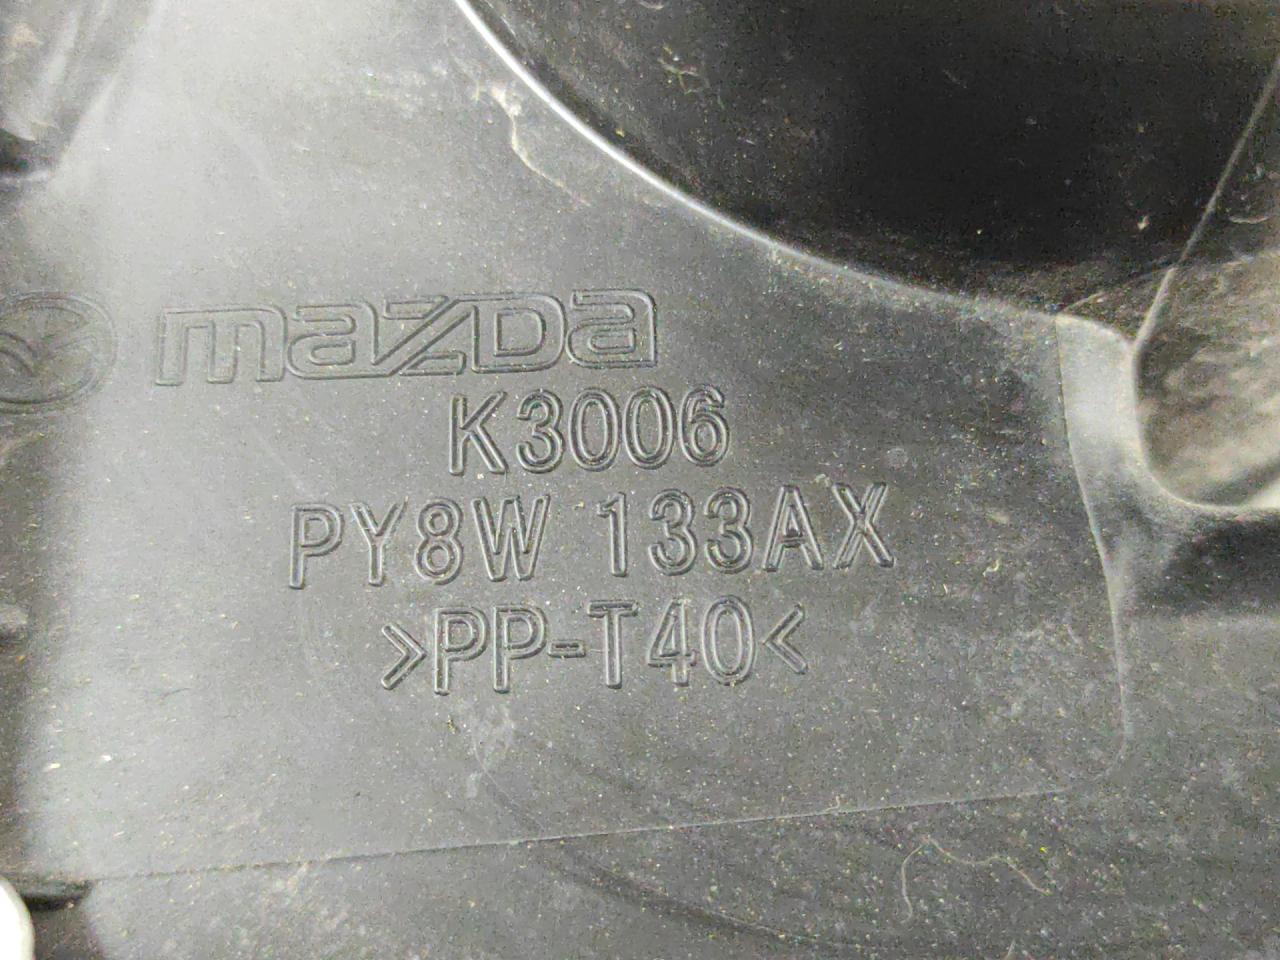 mazda
K3006
PY8W 133AX
>PP-T40<